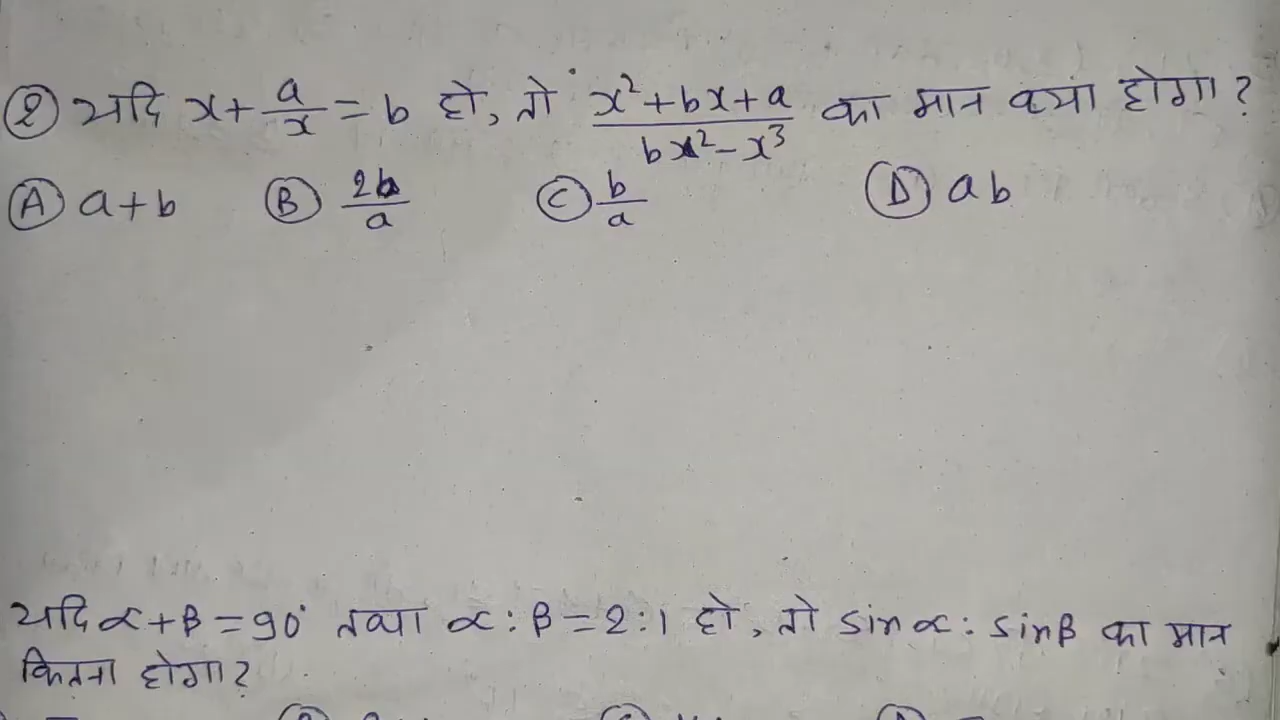 ② यदि x + a/x = b हो, तो (x² + bx + a)/(bx² - x³) का मान क्या होगा?
Ⓐ a+b Ⓑ 2b/a Ⓒ b/a Ⓓ ab
यदि α+β=90° तथा α:β=2:1 हो, तो sinα: sinβ का मान
कितना होगा?